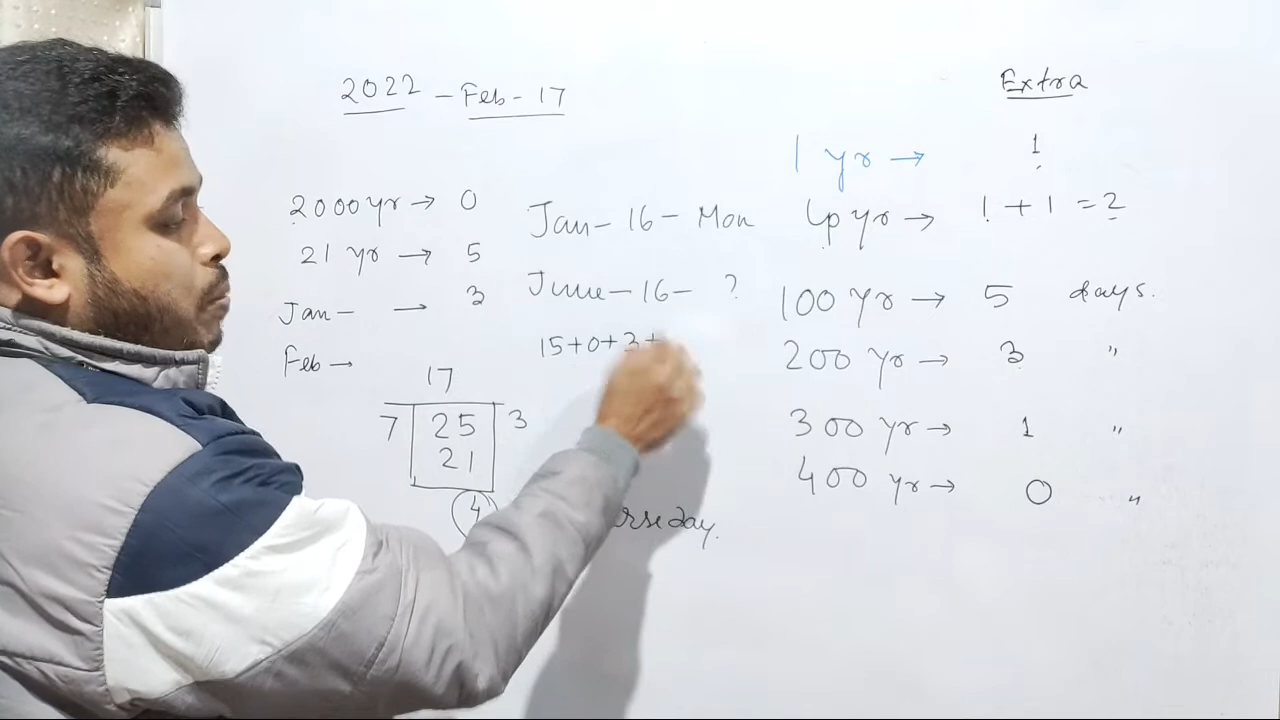 2022 - Feb - 17
2000 yr → 0
21 yr → 5
Jan - → 3
Feb →
17
7 25 3
21
4
Jan - 16 - Mon
June - 16 - ?
15+0+3+
Extra
1 yr → 1
Lp yr → 1 + 1 = 2
100 yr → 5 days.
200 yr → 3 "
300 yr → 1 "
400 yr → 0 "